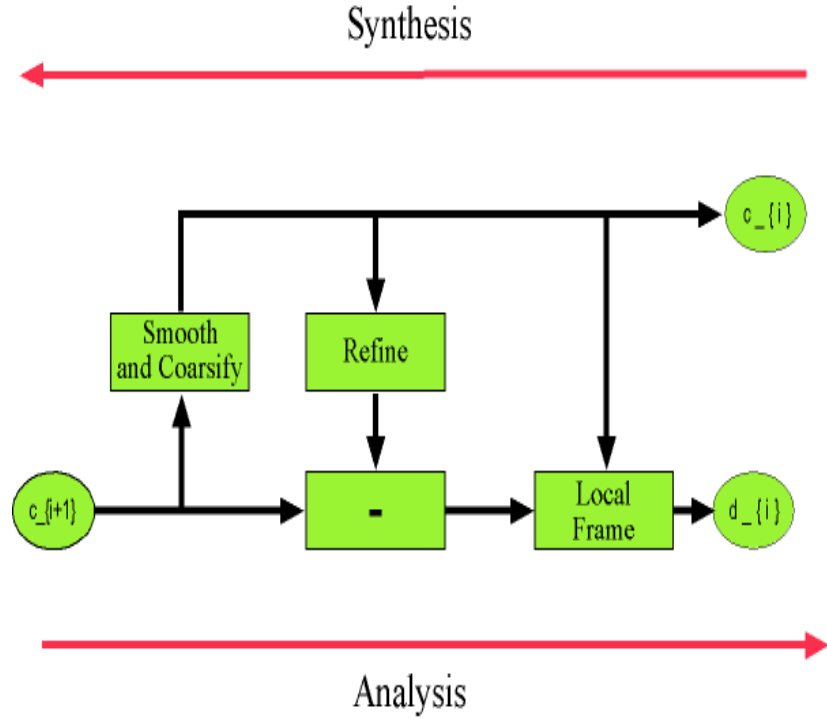 Synthesis
c_{i}
Smooth
and Coarsify
Refine
c_{i+1}
-
Local
Frame
d_{i}
Analysis